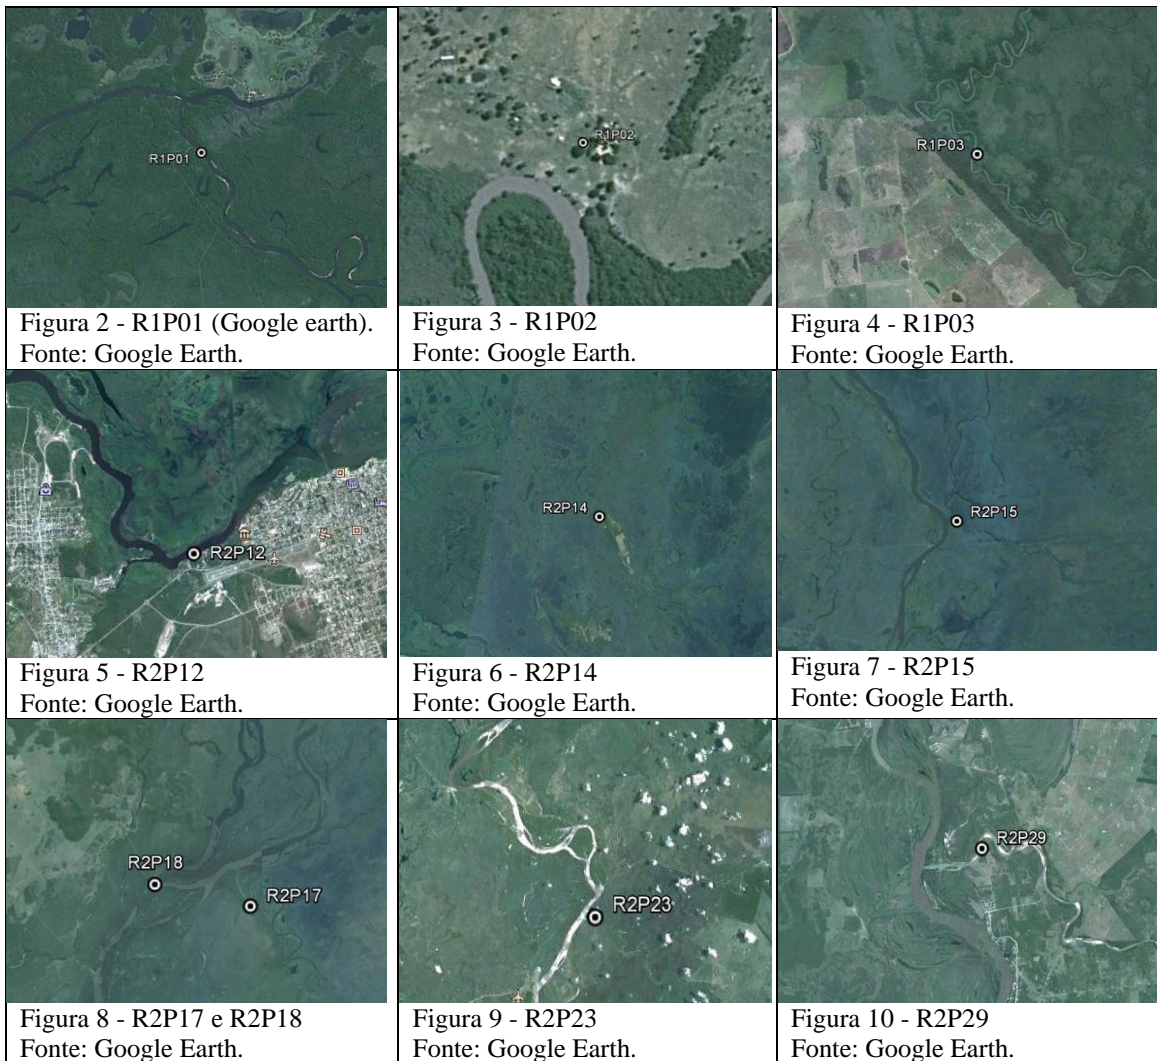 R1P01
R1P02
R1P03
Figura 2 - R1P01 (Google earth).
Fonte: Google Earth.
Figura 3 - R1P02
Fonte: Google Earth.
Figura 4 - R1P03
Fonte: Google Earth.
R2P12
R2P14
R2P15
Figura 5 - R2P12
Fonte: Google Earth.
Figura 6 - R2P14
Fonte: Google Earth.
Figura 7 - R2P15
Fonte: Google Earth.
R2P18
R2P17
R2P23
R2P29
Figura 8 - R2P17 e R2P18
Fonte: Google Earth.
Figura 9 - R2P23
Fonte: Google Earth.
Figura 10 - R2P29
Fonte: Google Earth.